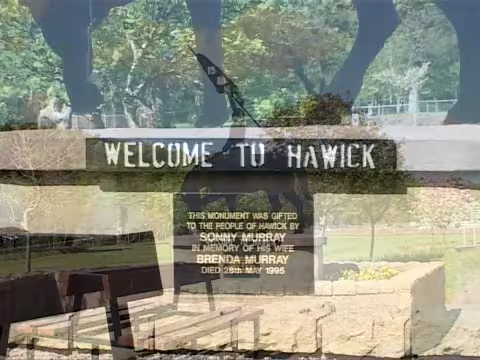 WELCOME TO HAWICK
THIS MONUMENT WAS GIFTED
TO THE PEOPLE OF HAWICK BY
SONNY MURRAY
IN MEMORY OF HIS WIFE
BRENDA MURRAY
DIED 28th MAY 1995